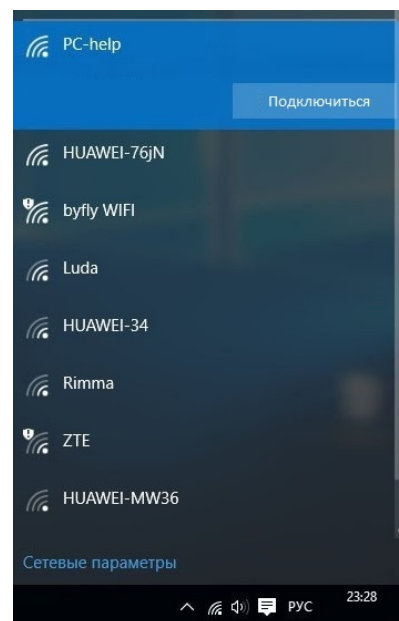 PC-help
Подключиться
HUAWEI-76jN
byfly WIFI
Luda
HUAWEI-34
Rimma
ZTE
HUAWEI-MW36
Сетевые параметры
РУС 23:28